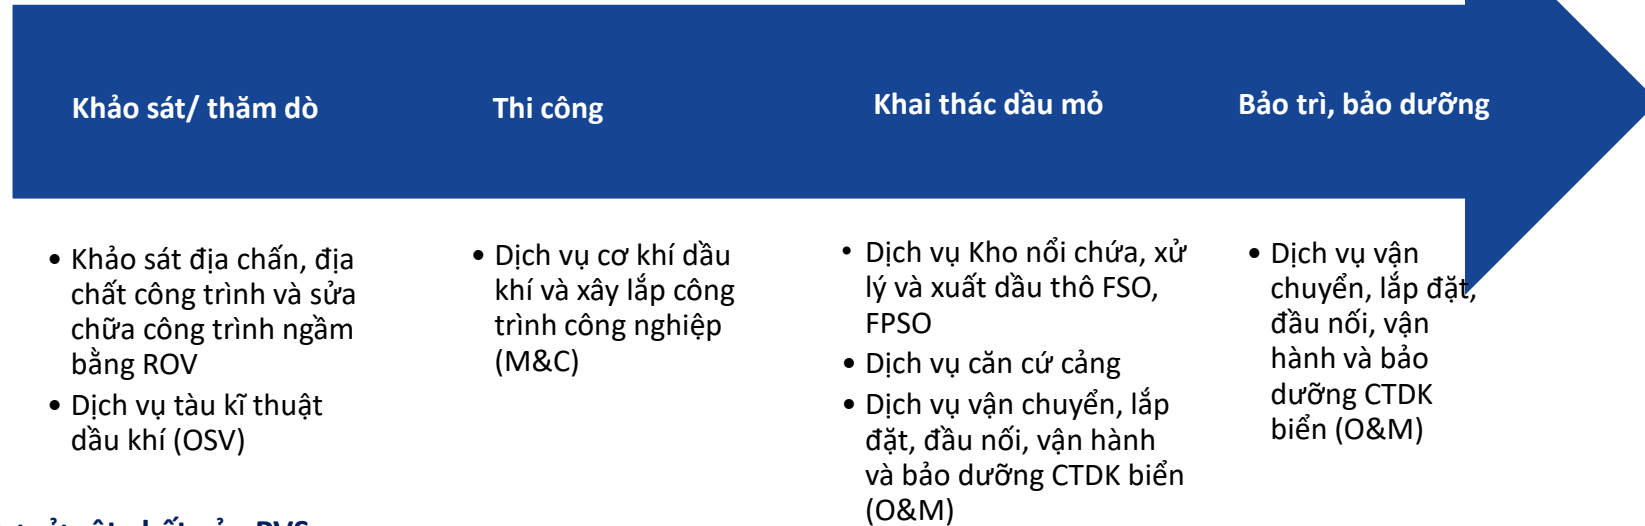 Khảo sát/ thăm dò
Thi công
Khai thác dầu mỏ
Bảo trì, bảo dưỡng
• Khảo sát địa chấn, địa
chất công trình và sửa
chữa công trình ngầm
bằng ROV
• Dịch vụ tàu kĩ thuật
dầu khí (OSV)
• Dịch vụ cơ khí dầu
khí và xây lắp công
trình công nghiệp
(M&C)
• Dịch vụ Kho nổi chứa, xử
lý và xuất dầu thô FSO,
FPSO
• Dịch vụ căn cứ cảng
• Dịch vụ vận chuyển, lắp
đặt, đầu nối, vận hành
và bảo dưỡng CTDK biển
(O&M)
• Dịch vụ vận
chuyển, lắp đặt,
đầu nối, vận
hành và bảo
dưỡng CTDK
biển (O&M)
PVS